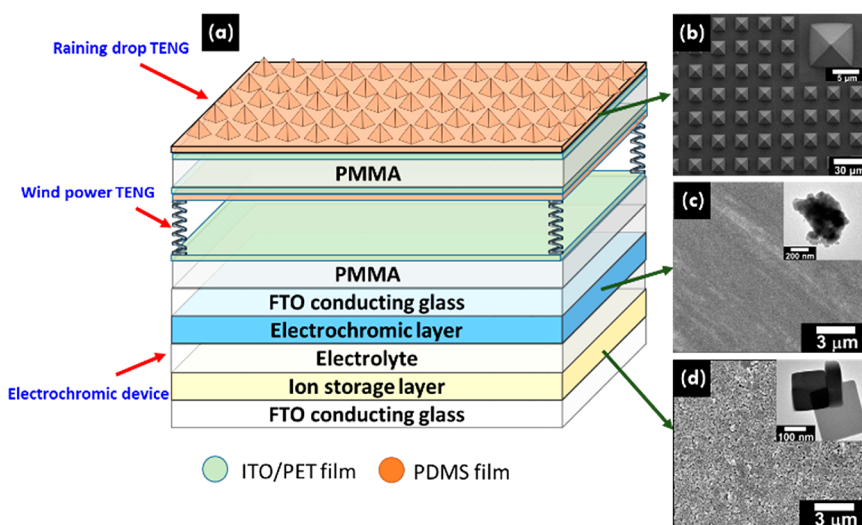 (a)
Raining drop TENG
PMMA
Wind power TENG
PMMA
FTO conducting glass
Electrochromic layer
Electrolyte
Electrochromic device
Ion storage layer
FTO conducting glass
ITO/PET film
PDMS film
(b)
5 μm
30 μm
(c)
200 nm
3 μm
(d)
100 nm
3 μm